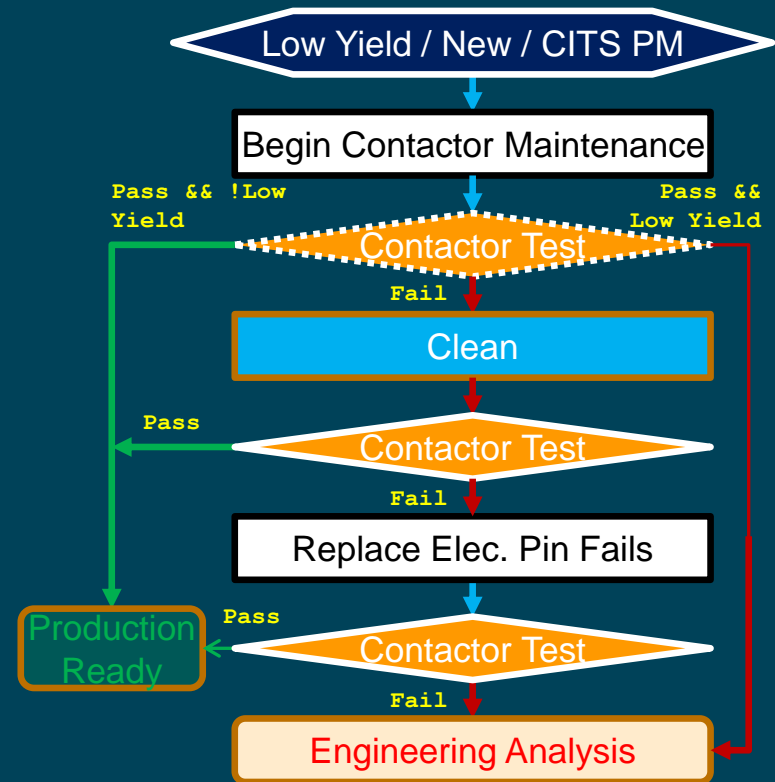 Low Yield / New / CITS PM
Begin Contactor Maintenance
Pass && !Low
Yield
Pass &&
Low Yield
Contactor Test
Fail
Clean
Pass
Contactor Test
Fail
Replace Elec. Pin Fails
Pass
Contactor Test
Production
Ready
Fail
Engineering Analysis